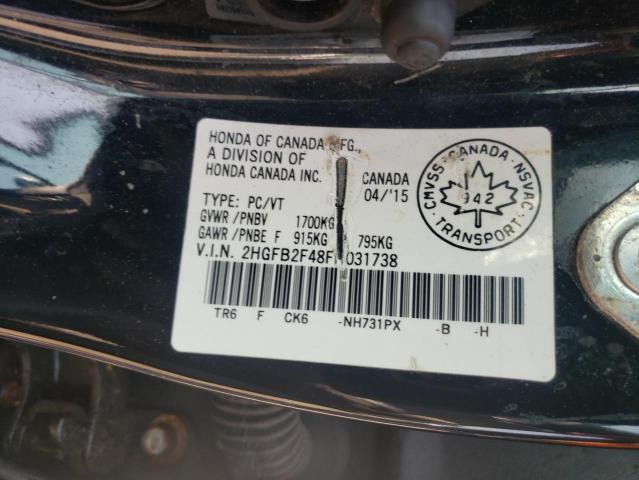 HONDA OF CANADA MFG.,
A DIVISION OF
HONDA CANADA INC.
CANADA
04/'15
TYPE: PC/VT
GVWR /PNBV 1700KG
GAWR /PNBE F 915KG 795KG
V.I.N. 2HGFB2F48F 031738
TR6 F CK6 -NH731PX -B -H
CMVSS · CANADA · NSVAC
942
TRANSPORT